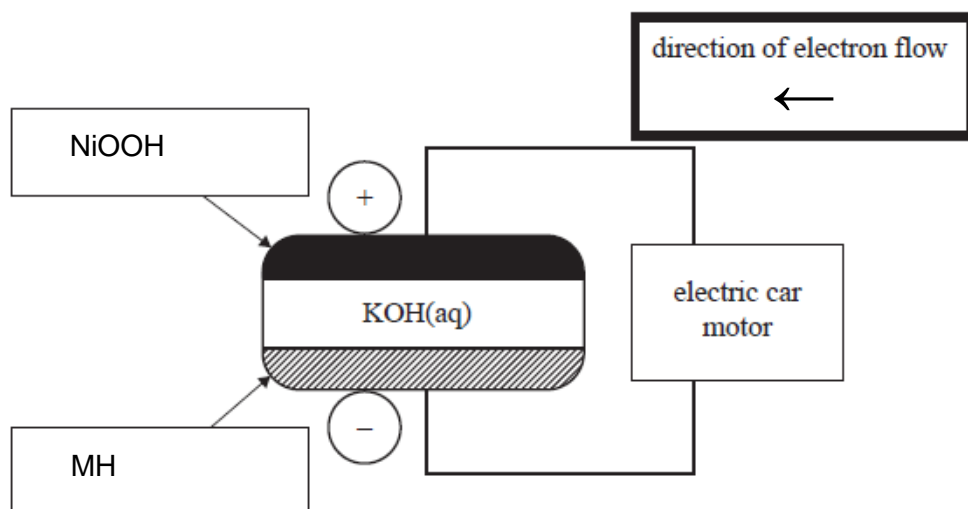 direction of electron flow
←
NiOOH
+
KOH(aq)
electric car
motor
−
MH